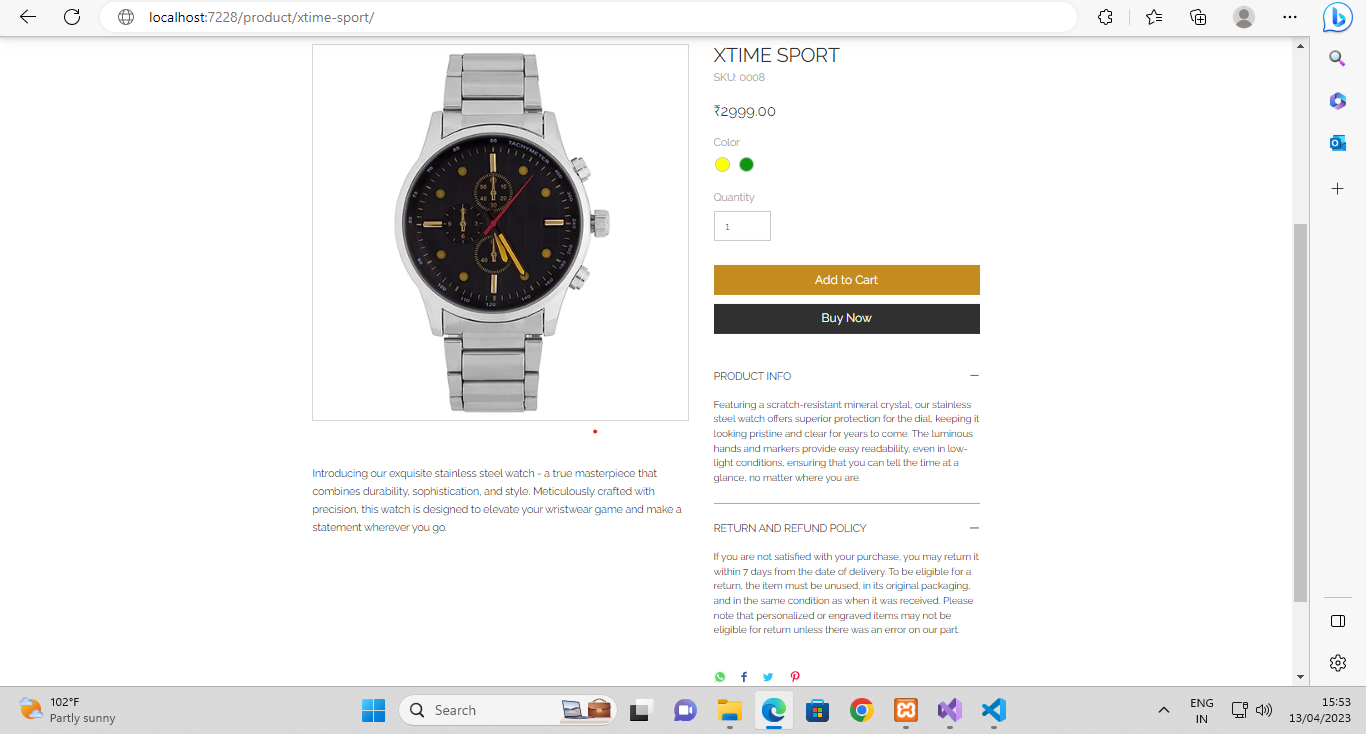 localhost:7228/product/xtime-sport/
XTIME SPORT
SKU: 0008
₹2999.00
Color
Quantity
1
Add to Cart
Buy Now
TACHYMETER
PRODUCT INFO
Featuring a scratch-resistant mineral crystal, our stainless
steel watch offers superior protection for the dial, keeping it
looking pristine and clear for years to come. The luminous
hands and markers provide easy readability, even in low-
light conditions, ensuring that you can tell the time at a
glance, no matter where you are.
Introducing our exquisite stainless steel watch - a true masterpiece that
combines durability, sophistication, and style. Meticulously crafted with
precision, this watch is designed to elevate your wristwear game and make a
statement wherever you go.
RETURN AND REFUND POLICY
If you are not satisfied with your purchase, you may return it
within 7 days from the date of delivery. To be eligible for a
return, the item must be unused, in its original packaging,
and in the same condition as when it was received. Please
note that personalized or engraved items may not be
eligible for return unless there was an error on our part.
102°F
Partly sunny
Search
ENG
IN
15:53
13/04/2023